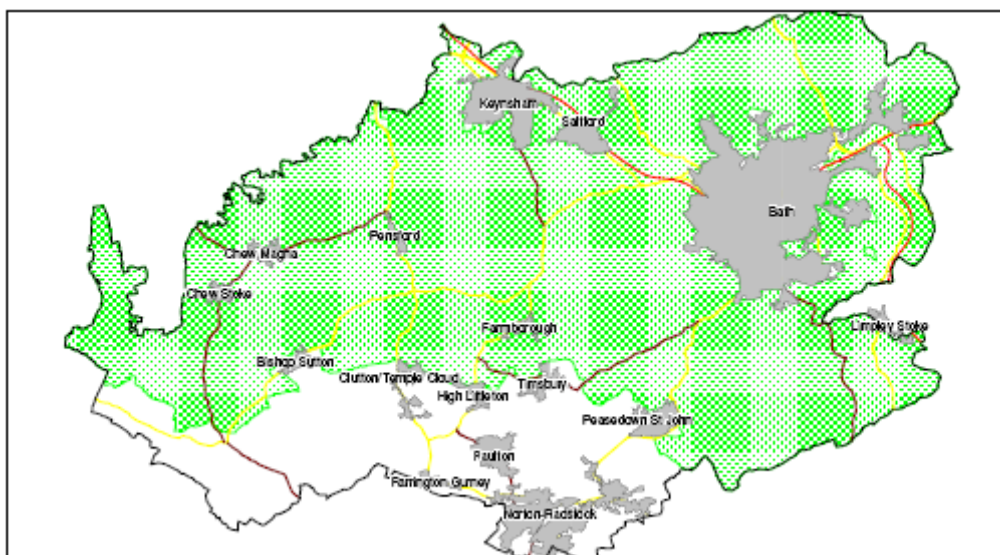 Keynsham
Saltford
Bath
Pensford
Chew Magna
Chew Stoke
Farmborough
Limpley Stoke
Bishop Sutton
Clutton/Temple Cloud
Timsbury
High Littleton
Peasedown St John
Paulton
Farrington Gurney
Norton-Radstock